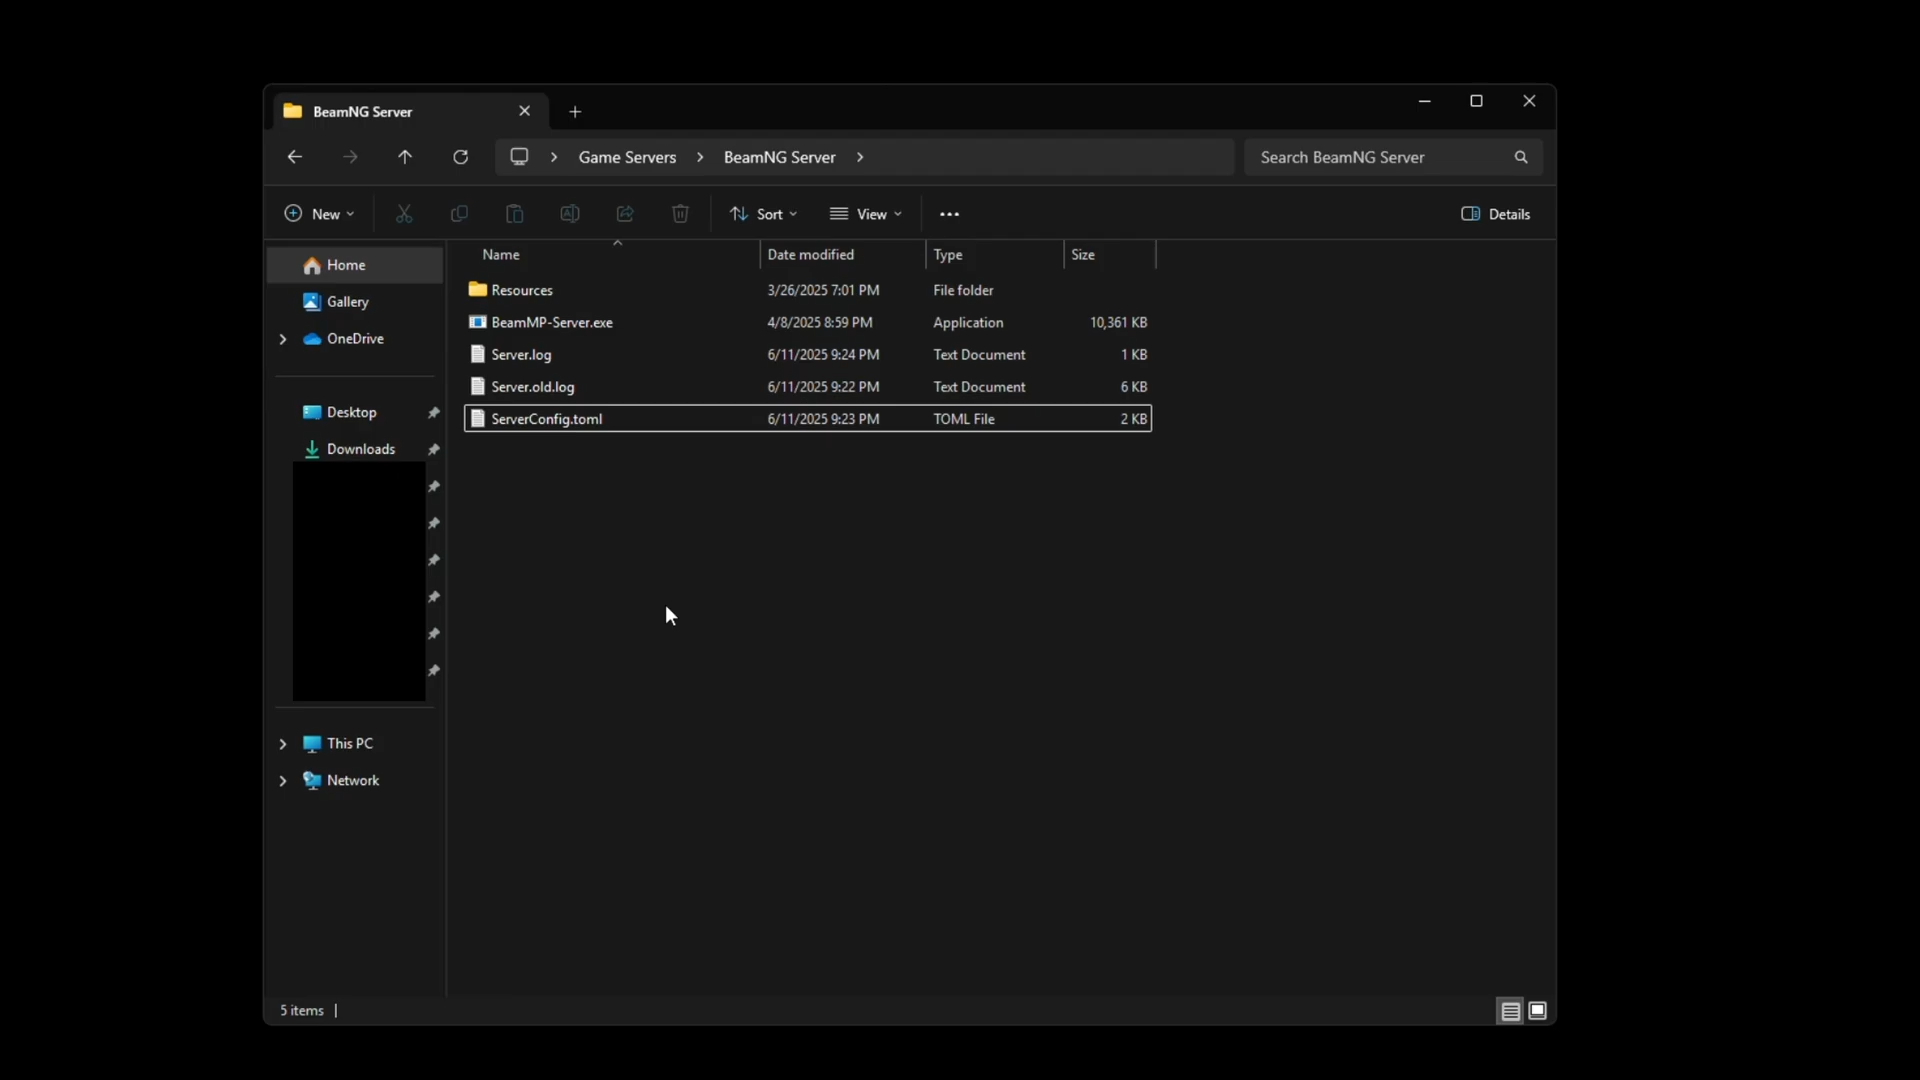 BeamNG Server
Game Servers > BeamNG Server >
Search BeamNG Server
New
Sort
View
Details
Name Date modified Type Size
Home
Gallery
OneDrive
Desktop
Downloads
This PC
Network
Resources 3/26/2025 7:01 PM File folder
BeamMP-Server.exe 4/8/2025 8:59 PM Application 10,361 KB
Server.log 6/11/2025 9:24 PM Text Document 1 KB
Server.old.log 6/11/2025 9:22 PM Text Document 6 KB
ServerConfig.toml 6/11/2025 9:23 PM TOML File 2 KB
5 items